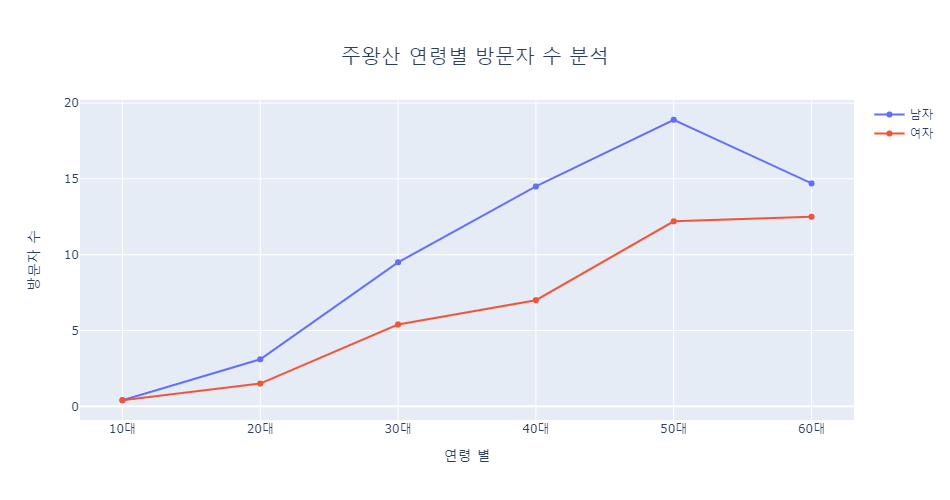 주왕산 연령별 방문자 수 분석
남자
여자
방문자 수
20
15
10
5
0
10대
20대
30대
40대
50대
60대
연령 별